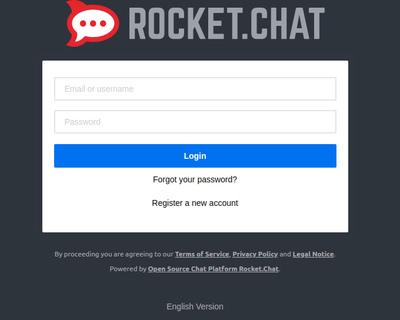 ROCKET.CHAT
Email or username
Password
Login
Forgot your password?
Register a new account
By proceeding you are agreeing to our Terms of Service, Privacy Policy and Legal Notice.
Powered by Open Source Chat Platform Rocket.Chat.
English Version